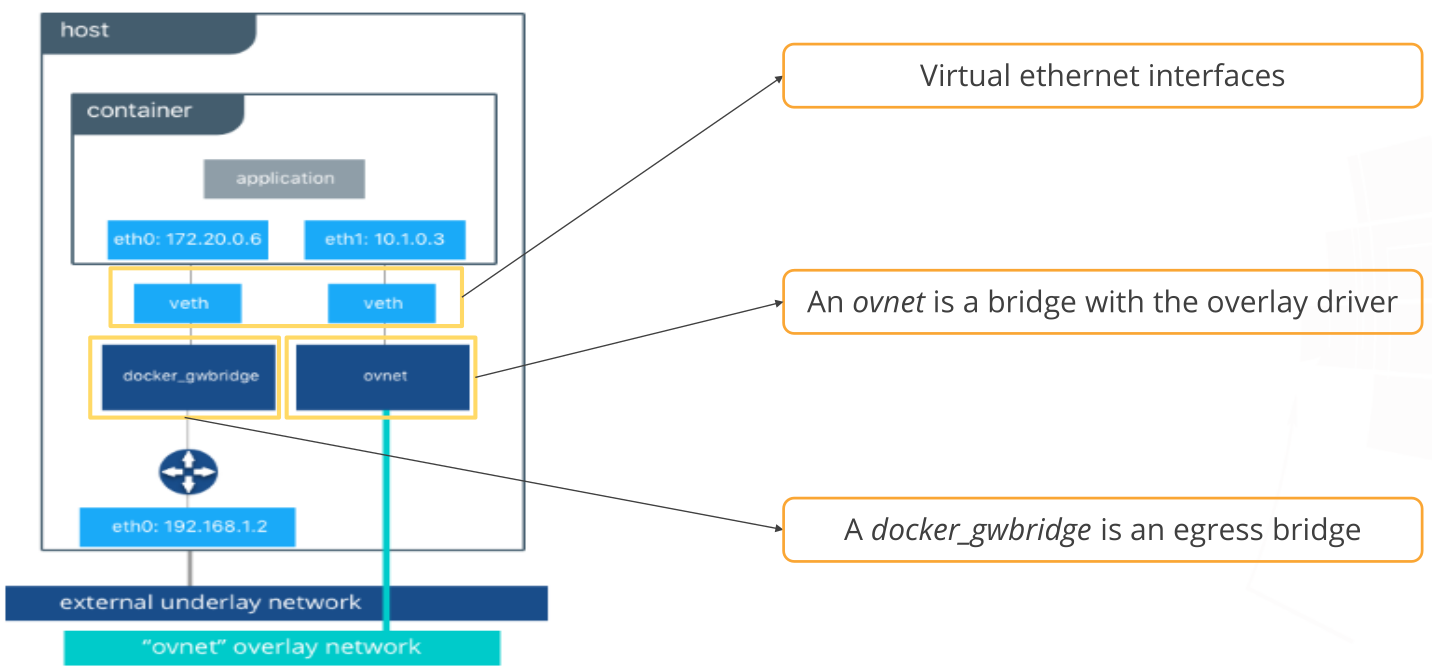 host
container
application
eth0: 172.20.0.6
eth1: 10.1.0.3
veth
veth
docker_gwbridge
ovnet
eth0: 192.168.1.2
external underlay network
“ovnet” overlay network
Virtual ethernet interfaces
An ovnet is a bridge with the overlay driver
A docker_gwbridge is an egress bridge